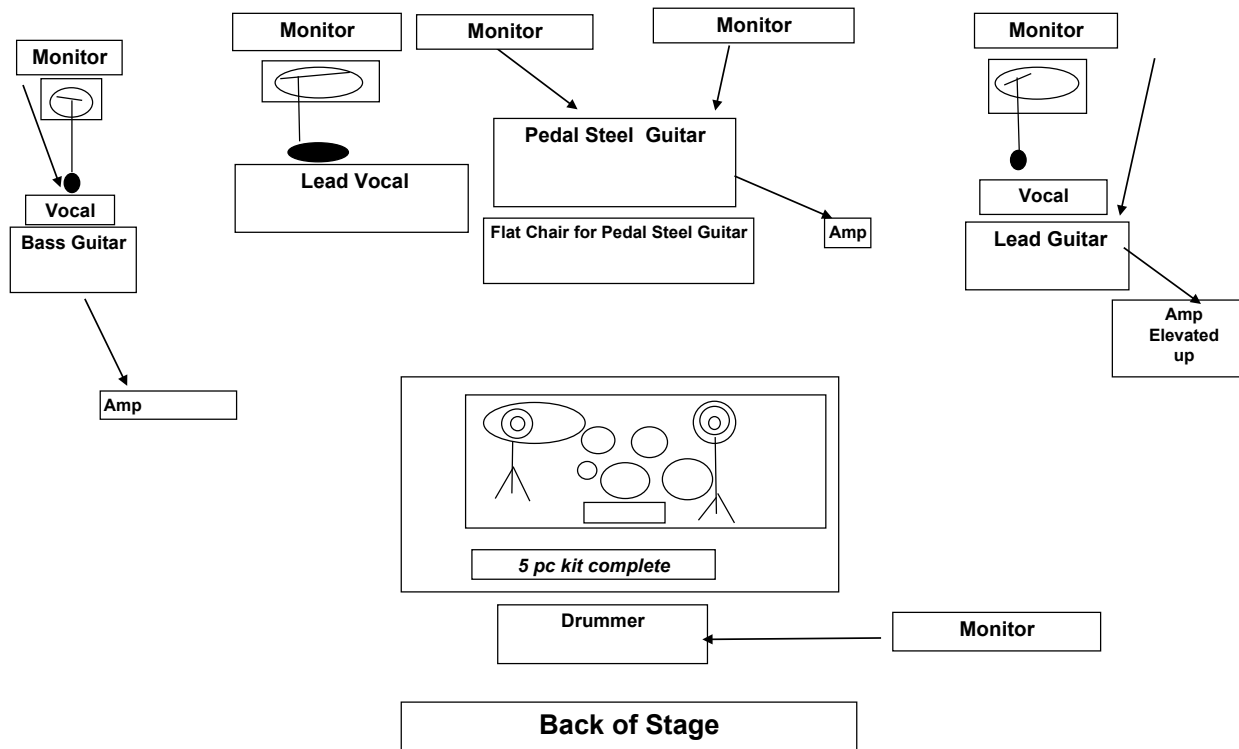 Monitor
Monitor
Monitor
Monitor
Monitor
Pedal Steel Guitar
Lead Vocal
Vocal
Vocal
Bass Guitar
Flat Chair for Pedal Steel Guitar
Amp
Lead Guitar
Amp
Elevated
up
Amp
5 pc kit complete
Drummer
Monitor
Back of Stage